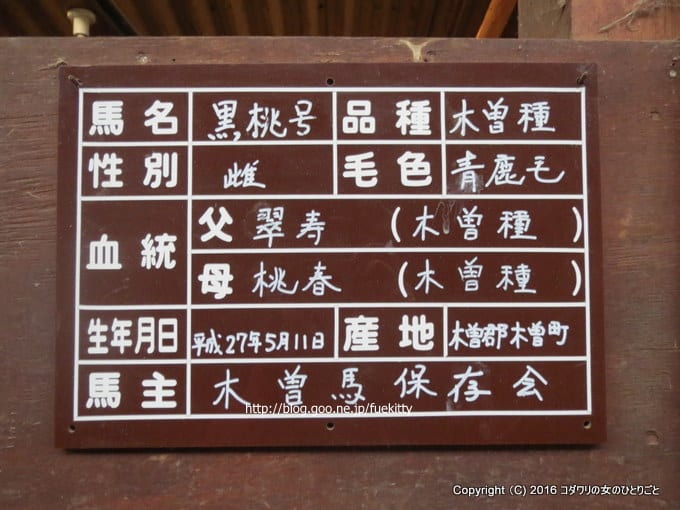 馬名 黒桃号 品種 木曽種
性別 雌 毛色 青鹿毛
血統 父 翠寿 (木曽種)
母 桃春 (木曽種)
生年月日 平成27年5月11日 産地 木曽郡木曽町
馬主 木曽馬保存会
http://blog.goo.ne.jp/fuekitty
Copyright (C) 2016 コダワリの女のひとりごと